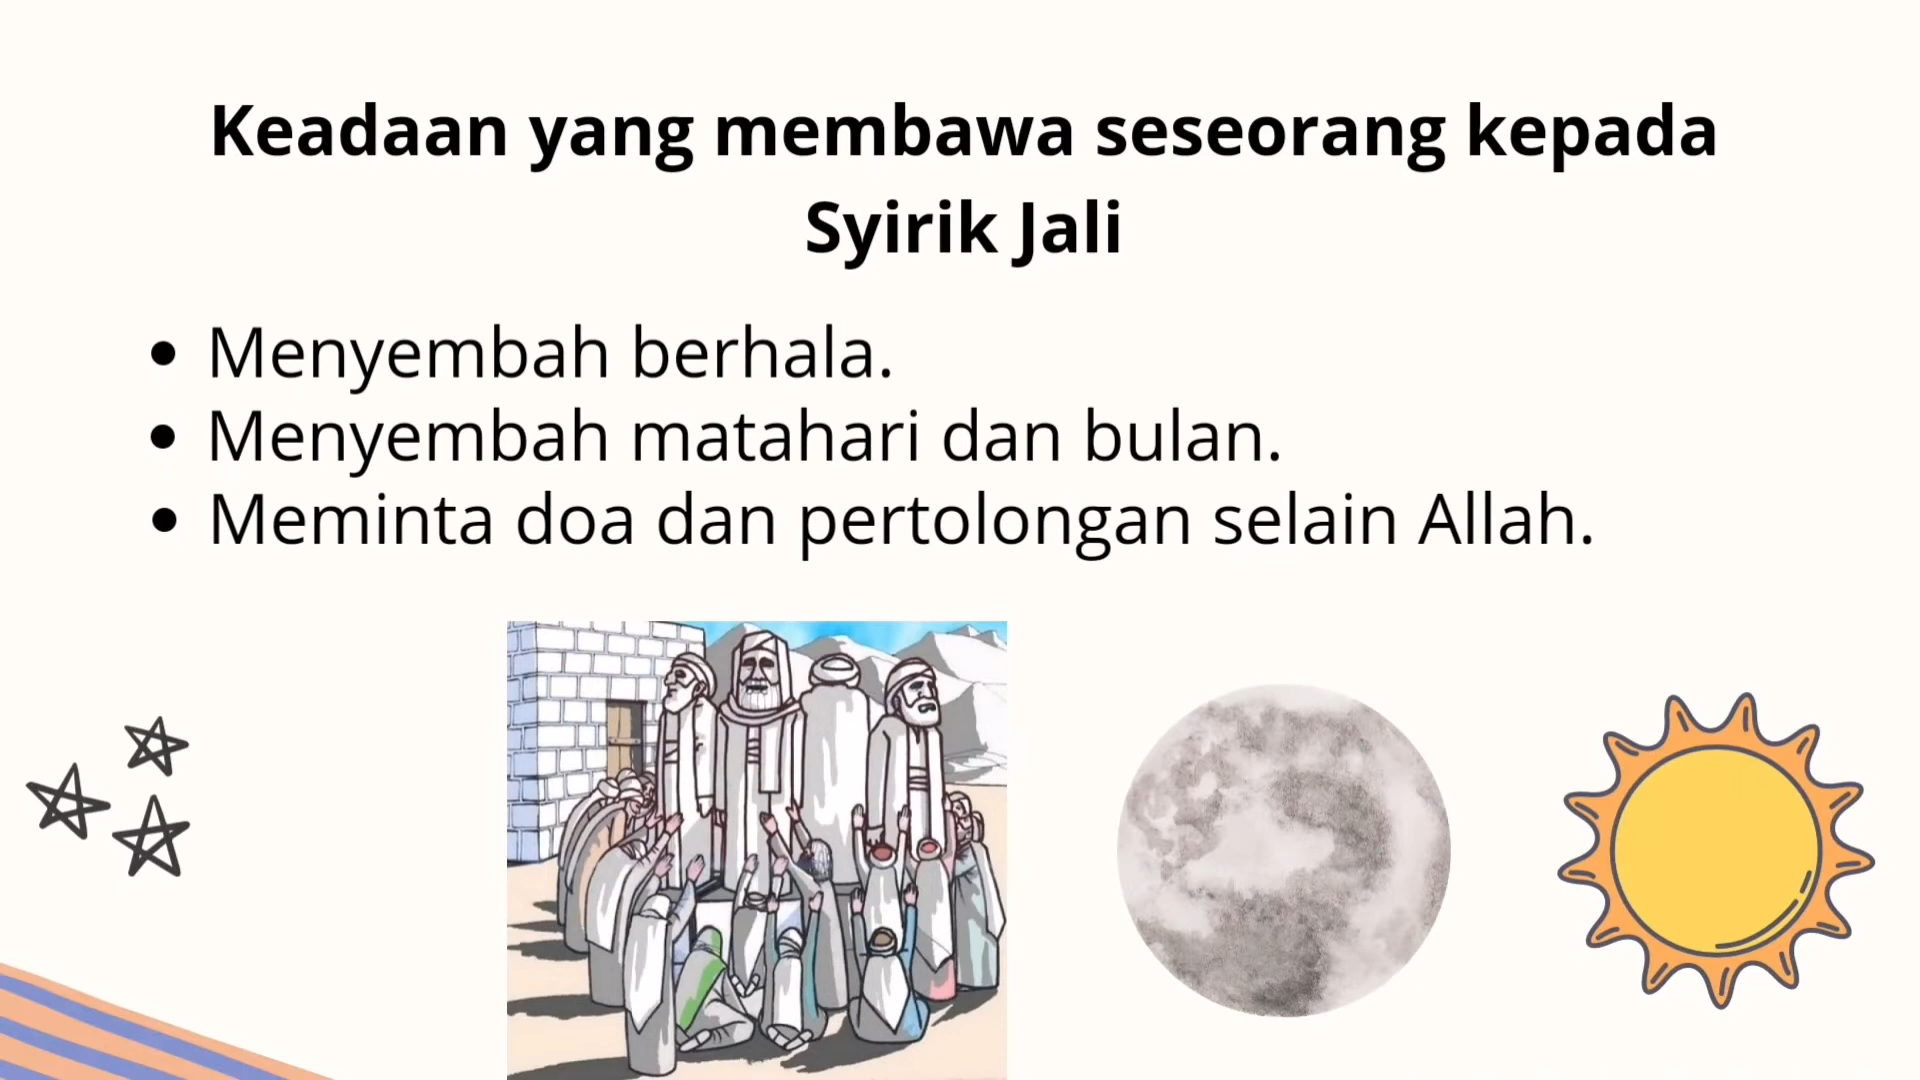 Keadaan yang membawa seseorang kepada
Syirik Jali
• Menyembah berhala.
• Menyembah matahari dan bulan.
• Meminta doa dan pertolongan selain Allah.